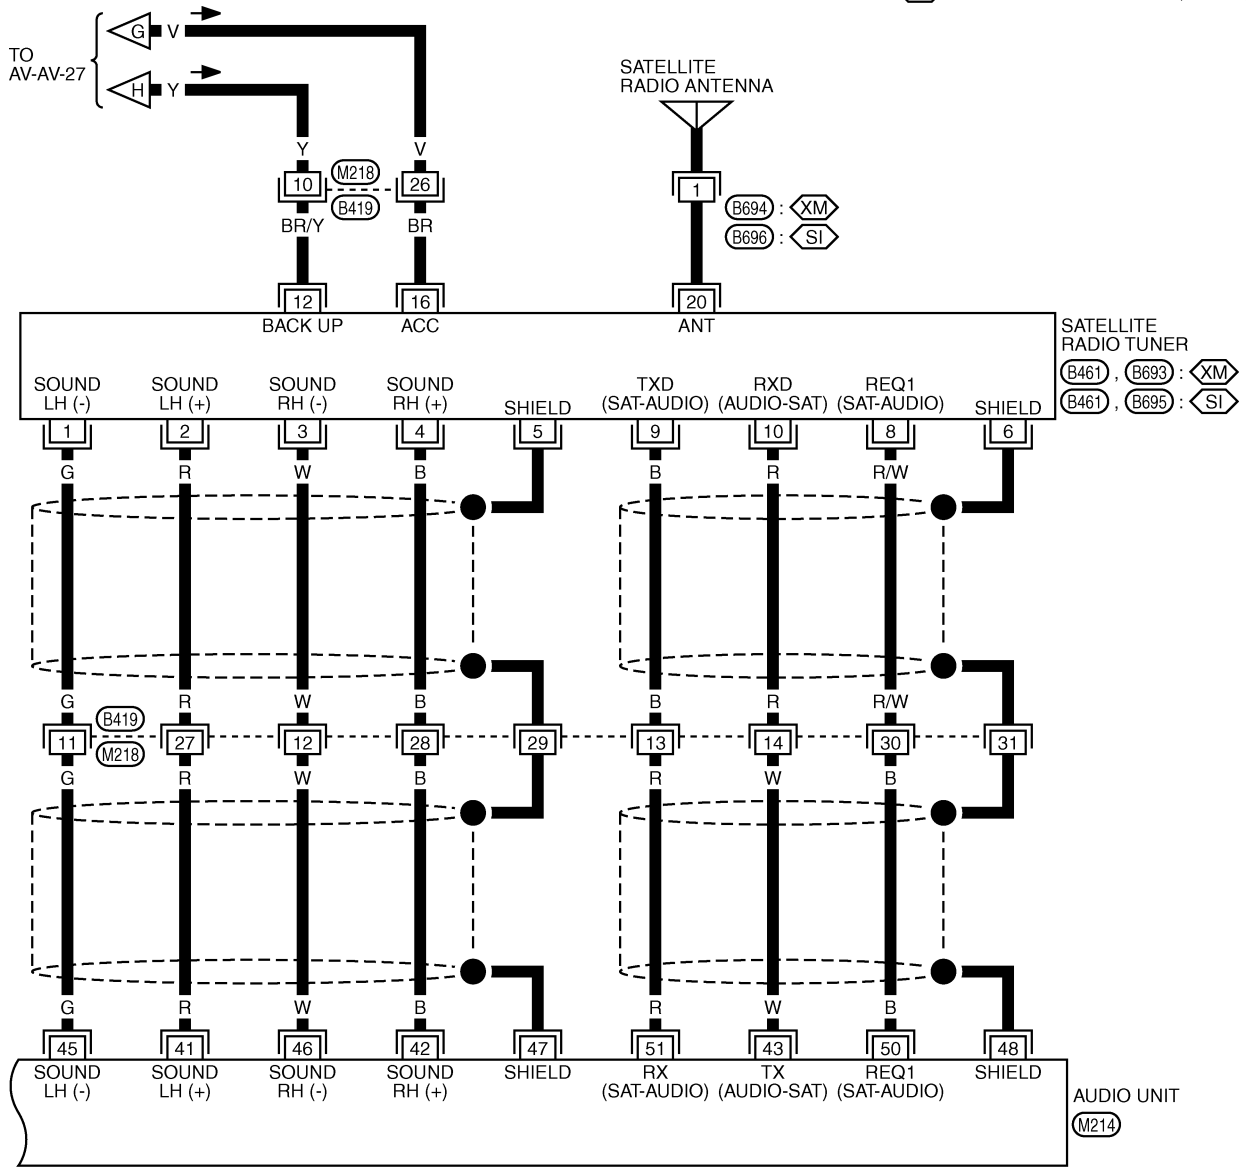 G V
TO
AV-AV-27
H Y
SATELLITE
RADIO ANTENNA
Y V
10 M218 26
B419
BR/Y BR
1
B694 : XM
B696 : SI
12 16 20
BACK UP ACC ANT
SATELLITE
RADIO TUNER
B461 , B693 : XM
B461 , B695 : SI
SOUND SOUND SOUND SOUND TXD RXD REQ1
LH (-) LH (+) RH (-) RH (+) SHIELD (SAT-AUDIO) (AUDIO-SAT) (SAT-AUDIO) SHIELD
1 2 3 4 5 9 10 8 6
G R W B B R R/W
G R W B B R R/W
B419
11 27 12 28 29 13 14 30 31
M218
G R W B R W B
G R W B R W B
45 41 46 42 47 51 43 50 48
SOUND SOUND SOUND SOUND SHIELD RX TX REQ1 SHIELD
LH (-) LH (+) RH (-) RH (+) (SAT-AUDIO) (AUDIO-SAT) (SAT-AUDIO)
AUDIO UNIT
M214